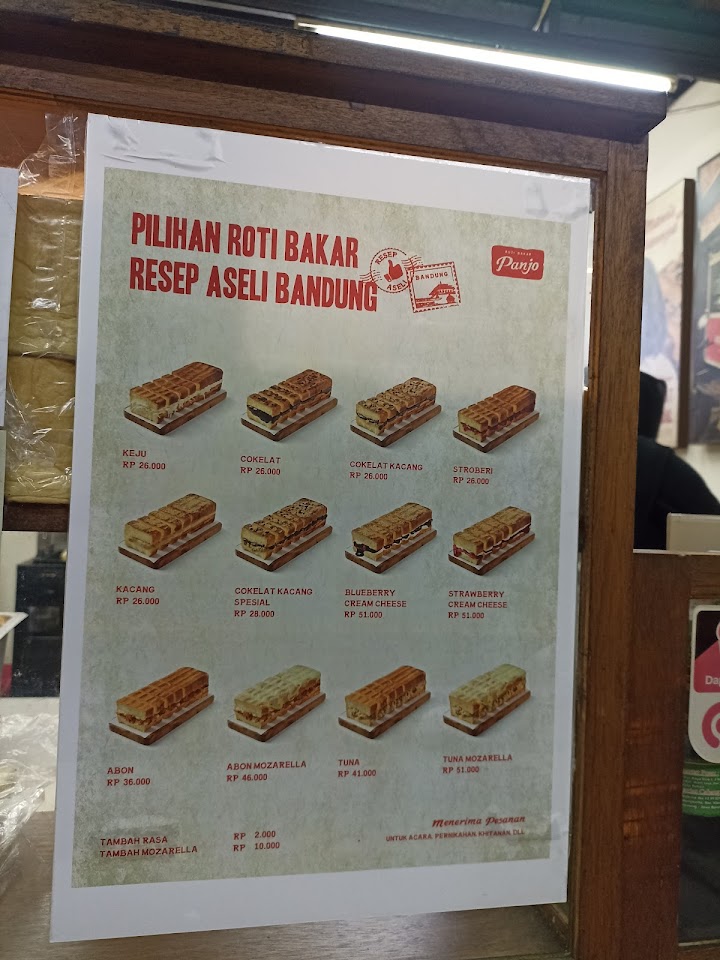 PILIHAN ROTI BAKAR
RESEP ASELI BANDUNG
RESEP
ASELI
BANDUNG
ROTI BAKAR
Panjo
KEJU
RP 26.000
COKELAT
RP 26.000
COKELAT KACANG
RP 26.000
STROBERI
RP 26.000
KACANG
RP 26.000
COKELAT KACANG
SPESIAL
RP 28.000
BLUEBERRY
CREAM CHEESE
RP 51.000
STRAWBERRY
CREAM CHEESE
RP 51.000
ABON
RP 36.000
ABON MOZARELLA
RP 46.000
TUNA
RP 41.000
TUNA MOZARELLA
RP 51.000
TAMBAH RASA RP 2.000
TAMBAH MOZARELLA RP 10.000
Menerima Pesanan
UNTUK ACARA, PERNIKAHAN, KHITANAN, DLL